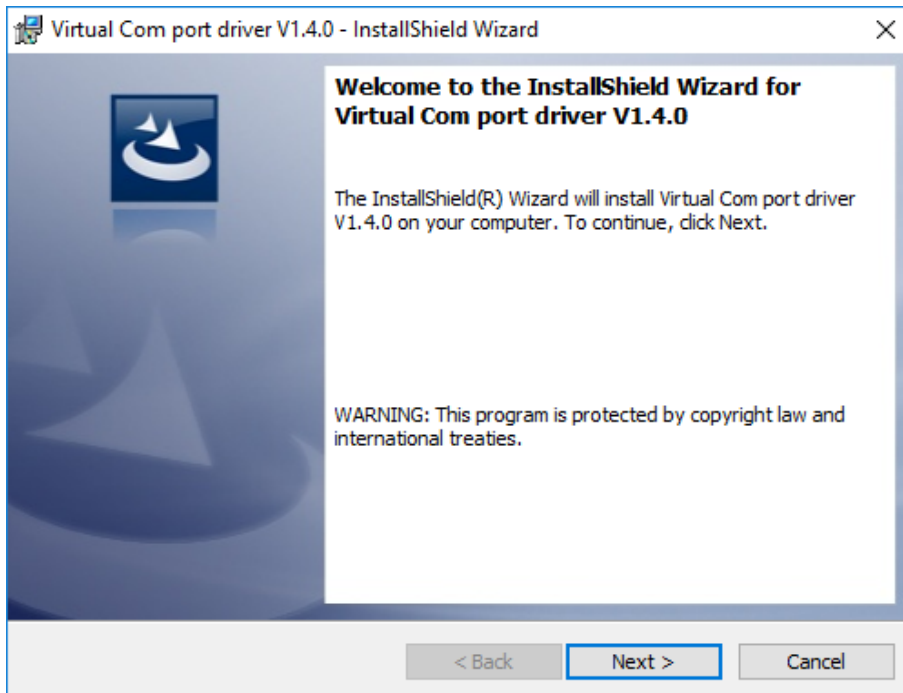 Virtual Com port driver V1.4.0 - InstallShield Wizard
Welcome to the InstallShield Wizard for
Virtual Com port driver V1.4.0
The InstallShield(R) Wizard will install Virtual Com port driver
V1.4.0 on your computer. To continue, click Next.
WARNING: This program is protected by copyright law and
international treaties.
< Back Next > Cancel